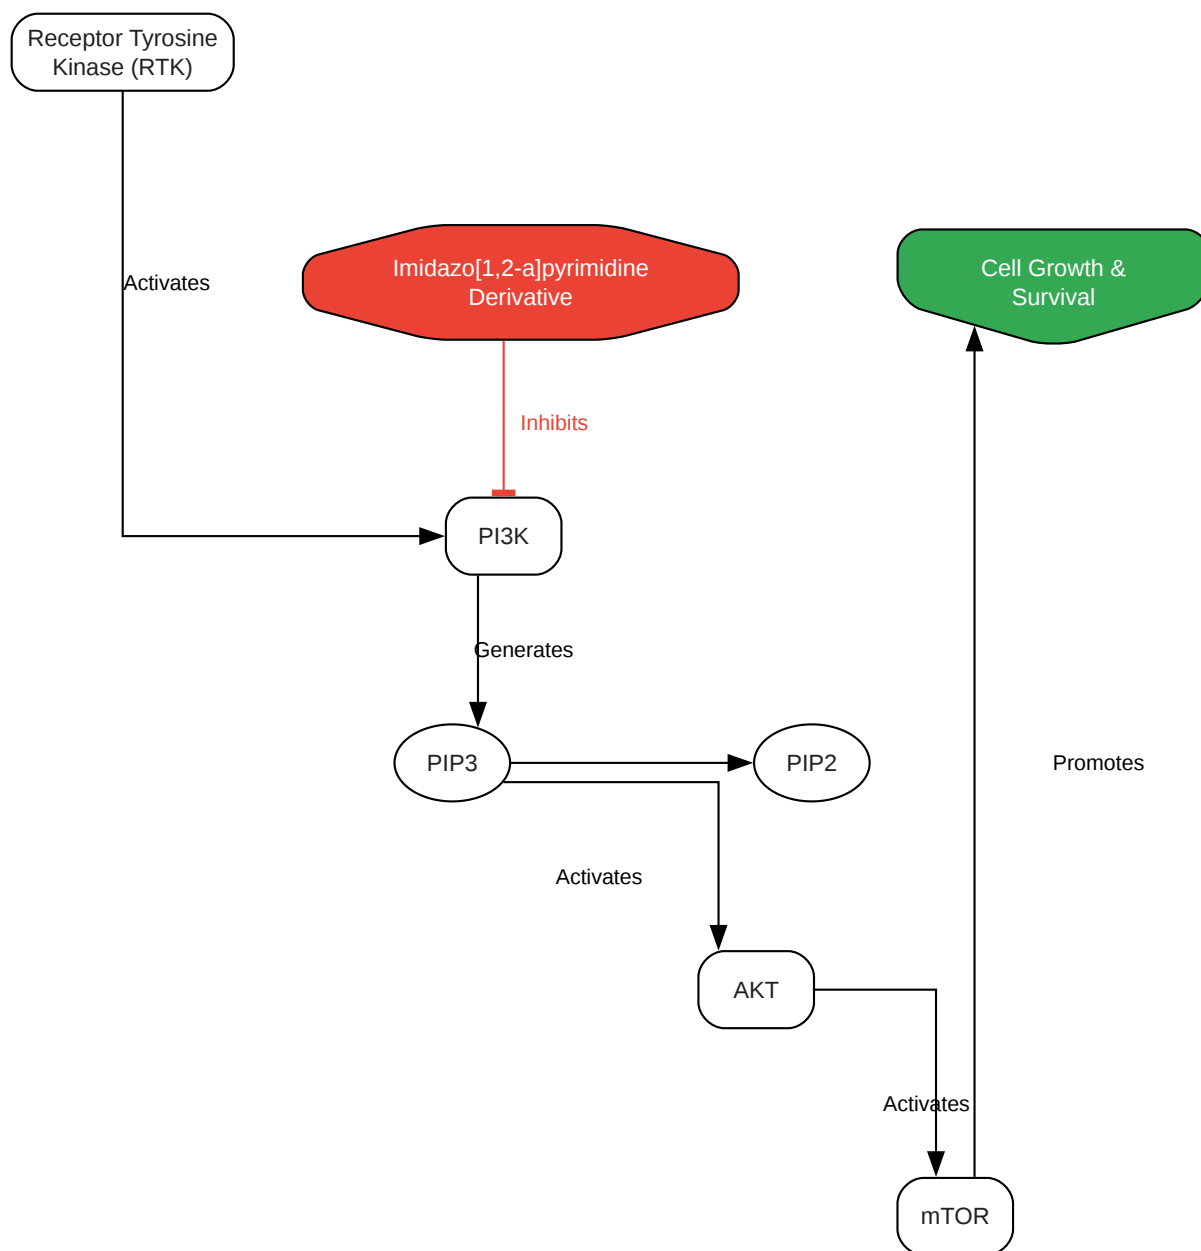 Receptor Tyrosine
Kinase (RTK)
Activates
Imidazo[1,2-a]pyrimidine
Derivative
Cell Growth &
Survival
Inhibits
PI3K
Generates
PIP3
PIP2
Promotes
Activates
AKT
Activates
mTOR